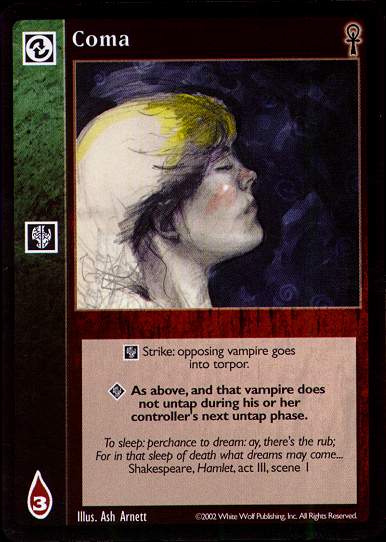 Coma
Strike: opposing vampire goes
into torpor.
As above, and that vampire does
not untap during his or her
controller's next untap phase.
To sleep: perchance to dream: ay, there's the rub;
For in that sleep of death what dreams may come...
Shakespeare, Hamlet, act III, scene 1
3
Illus. Ash Arnett
©2002 White Wolf Publishing, Inc. All Rights Reserved.